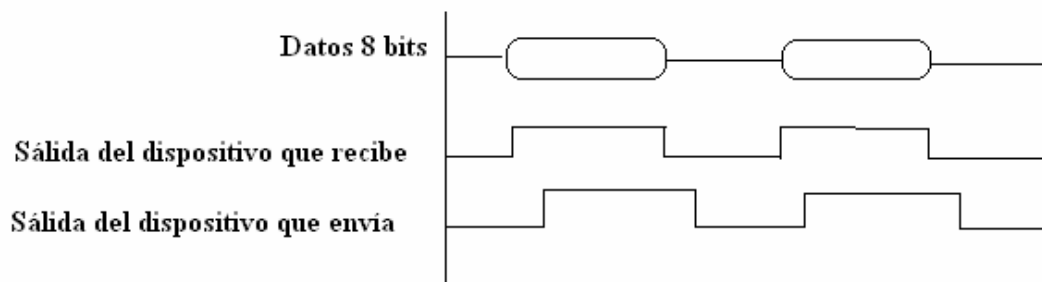 Datos 8 bits
Sálida del dispositivo que recibe
Sálida del dispositivo que envía